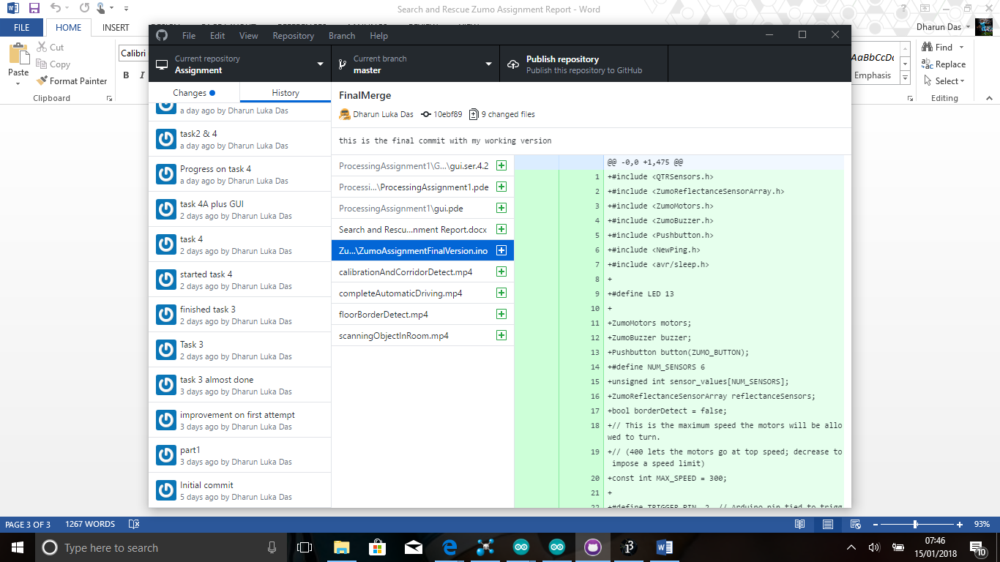 Search and Rescue Zumo Assignment Report - Word
FILE HOME INSERT
Dharun Das
Paste
Cut
Copy
Format Painter
Clipboard
Calibri
B I
AaBbCcDc
Emphasis
Find
Replace
Select
Editing
File Edit View Repository Branch Help
Current repository
Assignment
Current branch
master
Publish repository
Publish this repository to GitHub
Changes History
a day ago by Dharun Luka Das
task2 & 4
a day ago by Dharun Luka Das
Progress on task 4
a day ago by Dharun Luka Das
task 4A plus GUI
2 days ago by Dharun Luka Das
task 4
2 days ago by Dharun Luka Das
started task 4
2 days ago by Dharun Luka Das
finished task 3
2 days ago by Dharun Luka Das
Task 3
2 days ago by Dharun Luka Das
task 3 almost done
3 days ago by Dharun Luka Das
improvement on first attempt
3 days ago by Dharun Luka Das
part1
3 days ago by Dharun Luka Das
Initial commit
5 days ago by Dharun Luka Das
FinalMerge
Dharun Luka Das 10ebf89 9 changed files
this is the final commit with my working version
ProcessingAssignment1\G...\gui.ser.4.2
Processi...\ProcessingAssignment1.pde
ProcessingAssignment1\gui.pde
Search and Rescu...nment Report.docx
Zu...\ZumoAssignmentFinalVersion.ino
calibrationAndCorridorDetect.mp4
completeAutomaticDriving.mp4
floorBorderDetect.mp4
scanningObjectInRoom.mp4
@@ -0,0 +1,475 @@
1 +#include <QTRSensors.h>
2 +#include <ZumoReflectanceSensorArray.h>
3 +#include <ZumoMotors.h>
4 +#include <ZumoBuzzer.h>
5 +#include <Pushbutton.h>
6 +#include <NewPing.h>
7 +#include <avr/sleep.h>
8 +
9 +#define LED 13
10 +
11 +ZumoMotors motors;
12 +ZumoBuzzer buzzer;
13 +Pushbutton button(ZUMO_BUTTON);
14 +#define NUM_SENSORS 6
15 +unsigned int sensor_values[NUM_SENSORS];
16 +ZumoReflectanceSensorArray reflectanceSensors;
17 +bool borderDetect = false;
18 +// This is the maximum speed the motors will be allo
wed to turn.
19 +// (400 lets the motors go at top speed; decrease to
impose a speed limit)
20 +const int MAX_SPEED = 300;
21 +
22 +#define TRIGGER_PIN 2 // Arduino pin tied to trigg
PAGE 3 OF 3 1267 WORDS
93%
Type here to search
07:46
15/01/2018
10